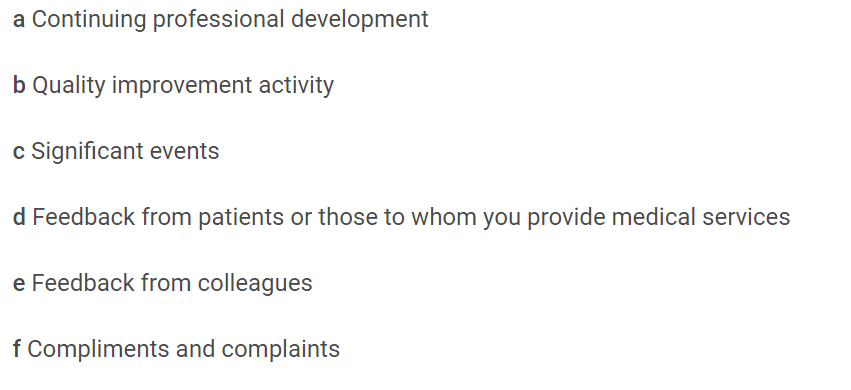 a Continuing professional development
b Quality improvement activity
c Significant events
d Feedback from patients or those to whom you provide medical services
e Feedback from colleagues
f Compliments and complaints